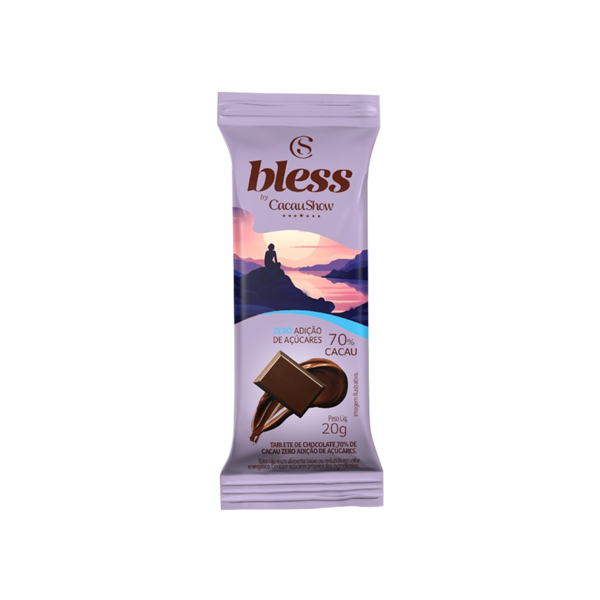 CS
bless
by CacauShow
ZERO ADIÇÃO
DE AÇÚCARES
70%
CACAU
Imagem ilustrativa.
Peso Líq.
20g
TABLETE DE CHOCOLATE 70% DE
CACAU ZERO ADIÇÃO DE AÇÚCARES.